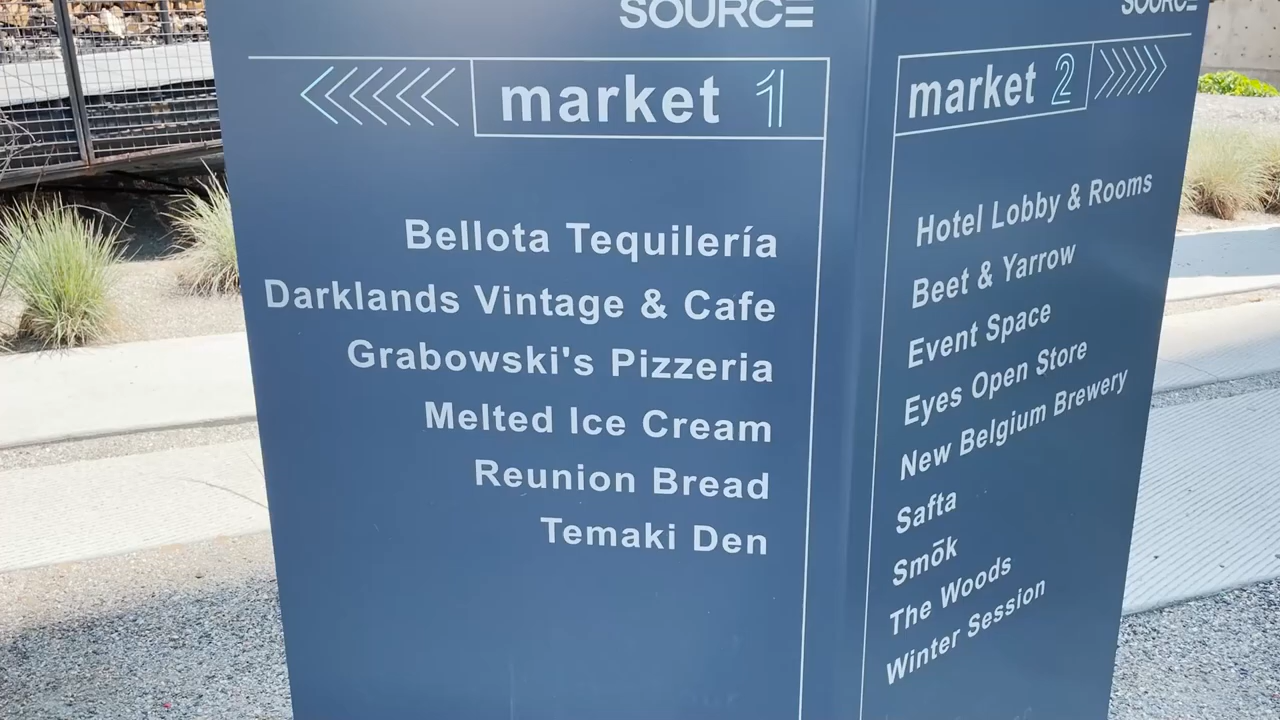 SOURCE
market 1
Bellota Tequilería
Darklands Vintage & Cafe
Grabowski's Pizzeria
Melted Ice Cream
Reunion Bread
Temaki Den
SOURCE
market 2
Hotel Lobby & Rooms
Beet & Yarrow
Event Space
Eyes Open Store
New Belgium Brewery
Safta
Smōk
The Woods
Winter Session